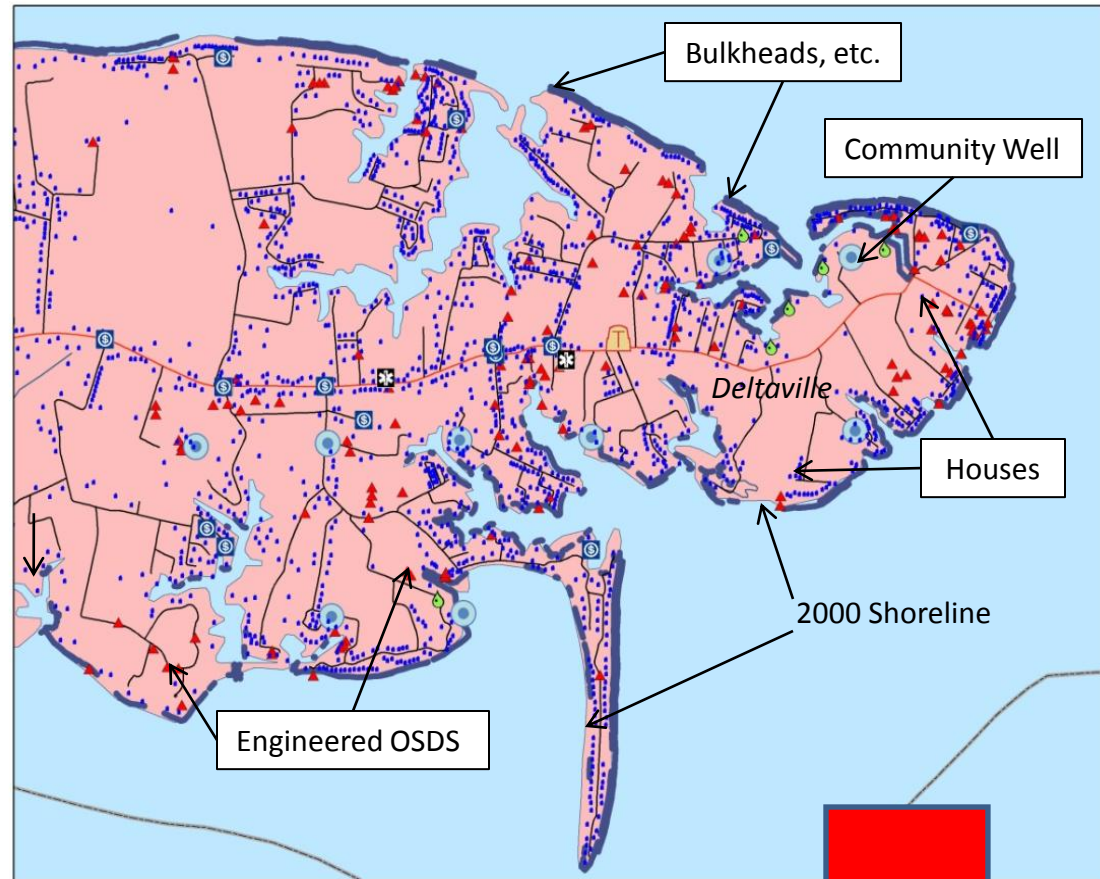 Bulkheads, etc.
Community Well
Deltaville
Houses
2000 Shoreline
Engineered OSDS